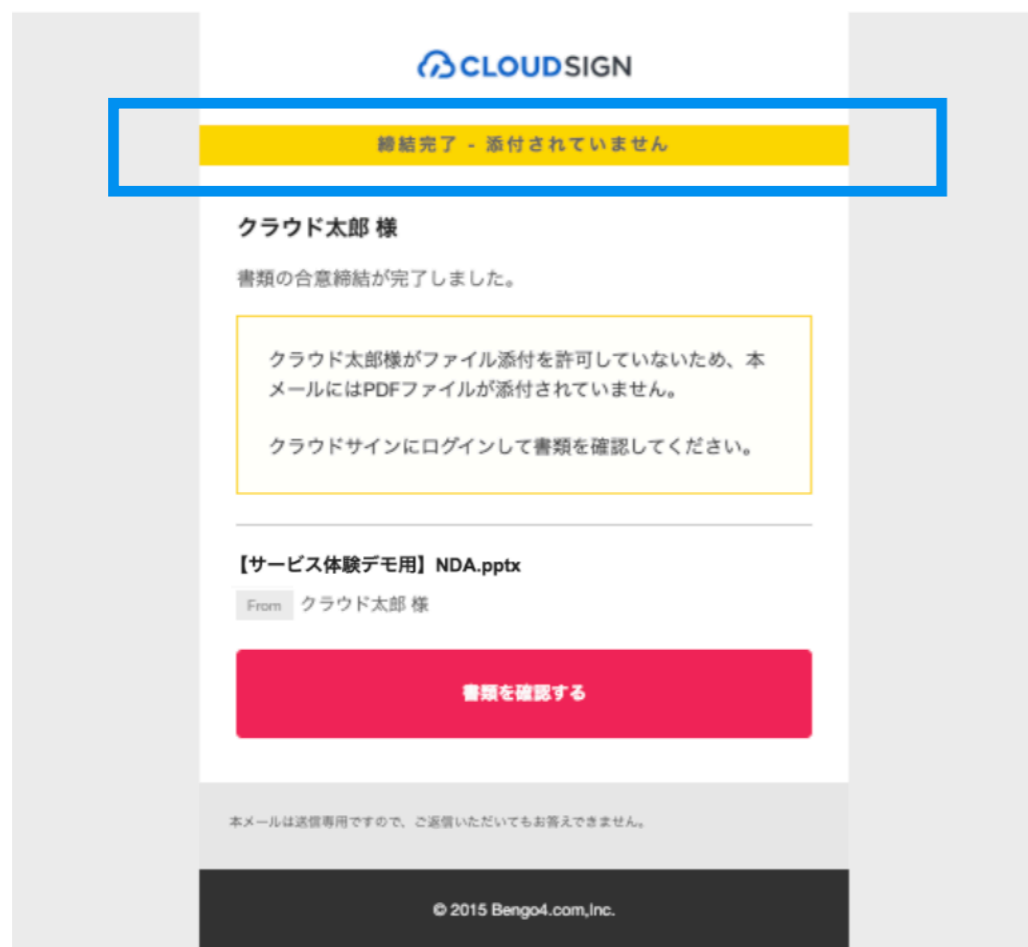 CLOUDSIGN
締結完了 - 添付されていません
クラウド太郎 様
書類の合意締結が完了しました。
クラウド太郎様がファイル添付を許可していないため、本
メールにはPDFファイルが添付されていません。
クラウドサインにログインして書類を確認してください。
【サービス体験デモ用】NDA.pptx
From クラウド太郎 様
書類を確認する
本メールは送信専用ですので、ご返信いただいてもお答えできません。
© 2015 Bengo4.com,Inc.